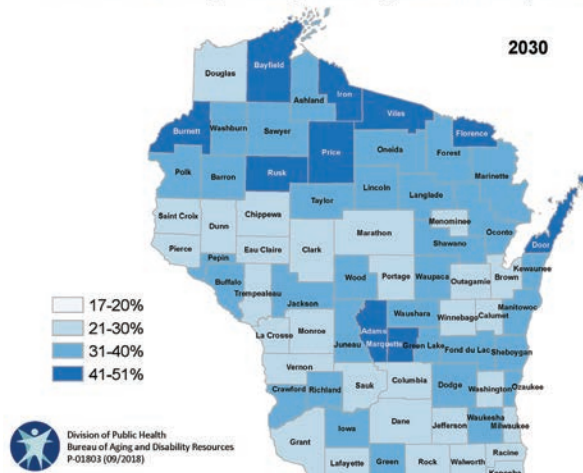 2030
Douglas
Bayfield
Ashland
Iron
Vilas
Florence
Burnett
Washburn
Sawyer
Price
Oneida
Forest
Marinette
Polk
Barron
Rusk
Lincoln
Langlade
Taylor
Saint Croix
Dunn
Chippewa
Marathon
Menominee
Oconto
Door
Pierce
Pepin
Eau Claire
Clark
Shawano
Kewaunee
Buffalo
Trempealeau
Jackson
Wood
Portage
Waupaca
Outagamie
Brown
Manitowoc
17-20%
21-30%
31-40%
41-51%
La Crosse
Monroe
Juneau
Adams
Waushara
Winnebago
Calumet
Marquette
Green Lake
Fond du Lac
Sheboygan
Vernon
Crawford
Richland
Sauk
Columbia
Dodge
Washington
Ozaukee
Grant
Iowa
Dane
Jefferson
Waukesha
Milwaukee
Lafayette
Green
Rock
Walworth
Racine
Division of Public Health
Bureau of Aging and Disability Resources
P-01803 (09/2018)